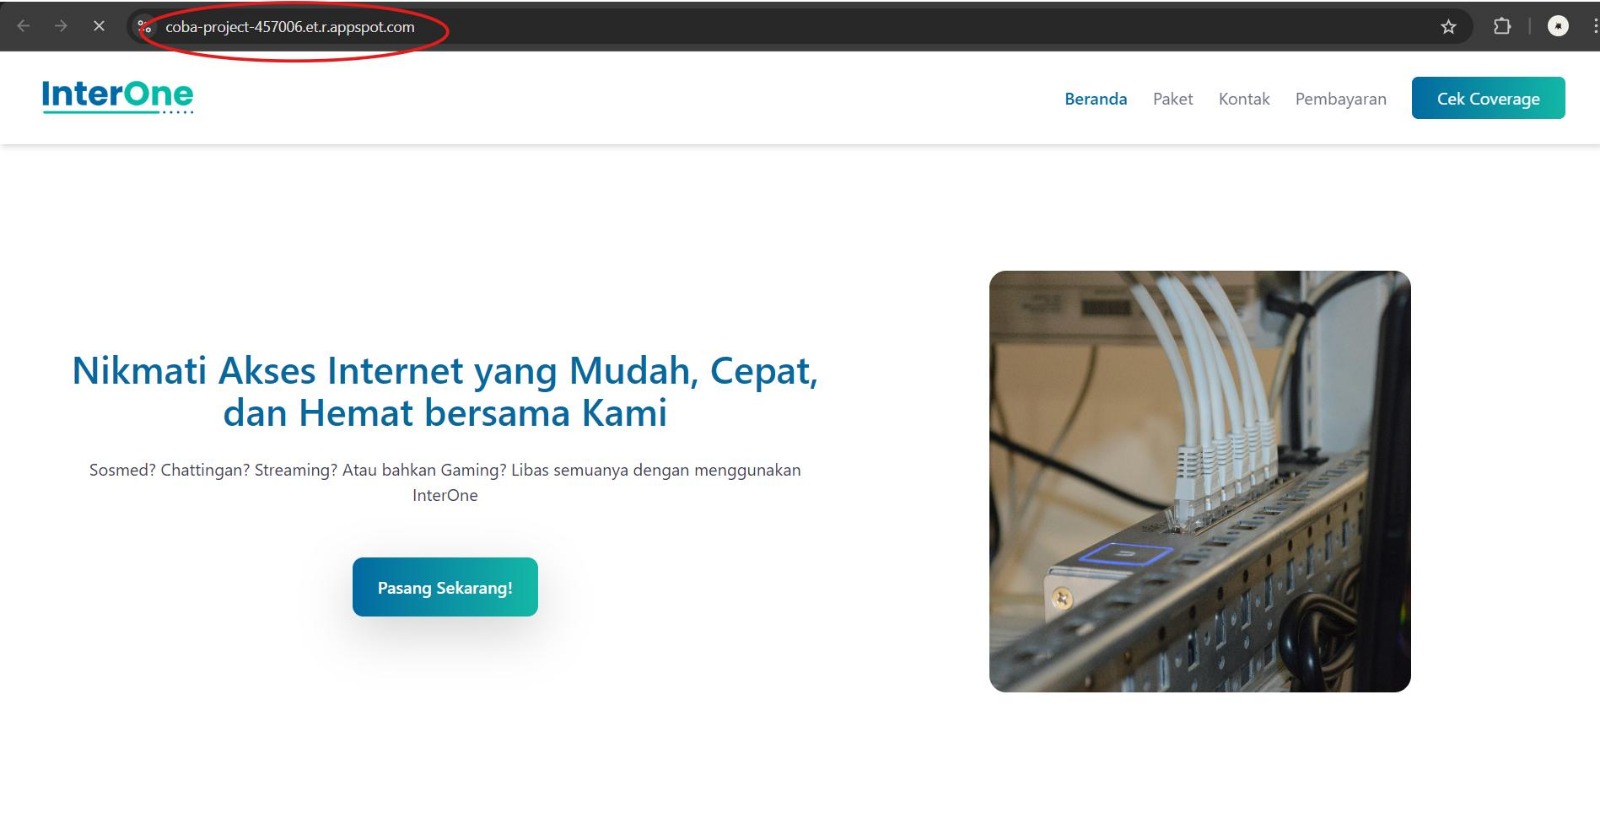 coba-project-457006.et.r.appspot.com
InterOne
Beranda Paket Kontak Pembayaran Cek Coverage
Nikmati Akses Internet yang Mudah, Cepat,
dan Hemat bersama Kami
Sosmed? Chattingan? Streaming? Atau bahkan Gaming? Libas semuanya dengan menggunakan
InterOne
Pasang Sekarang!